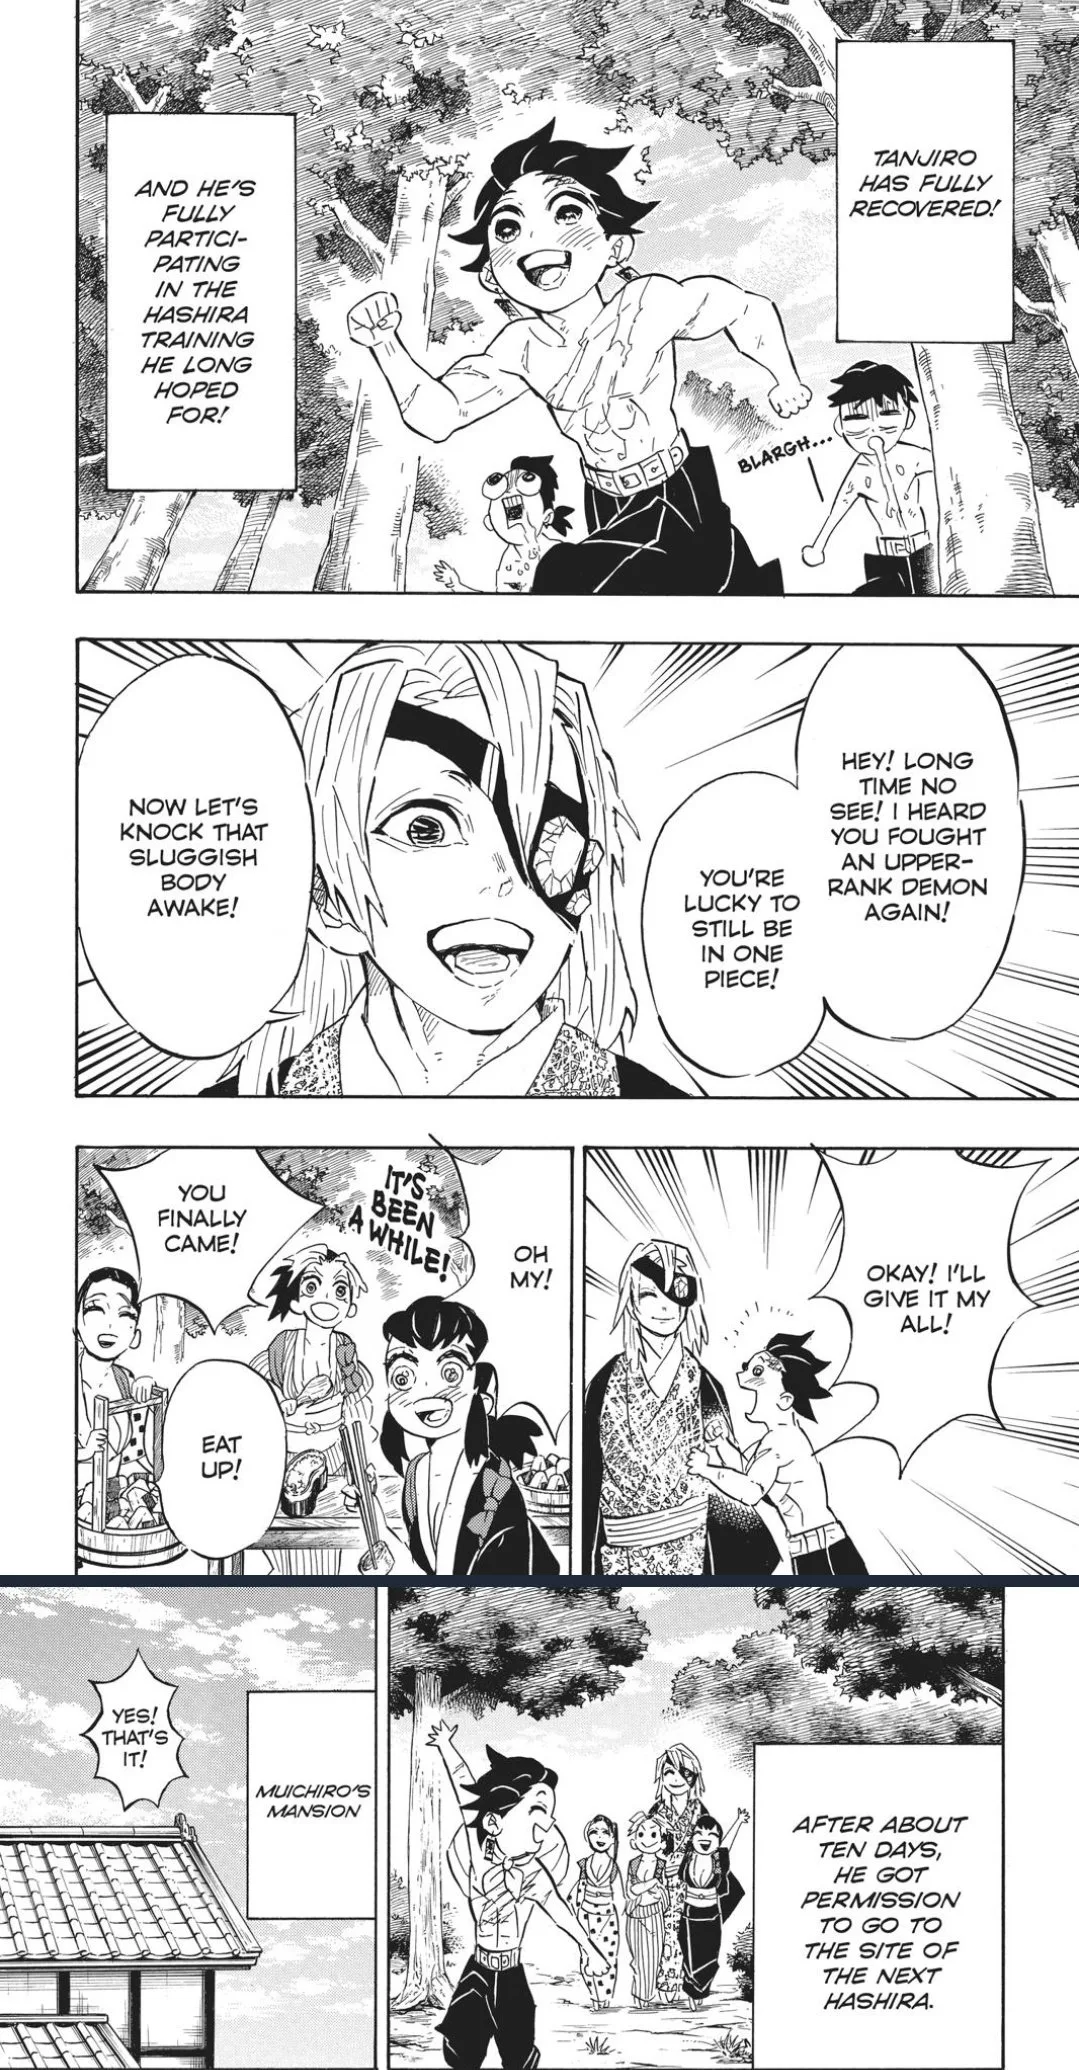 TANJIRO
HAS FULLY
RECOVERED!
AND HE'S
FULLY
PARTICI-
PATING
IN THE
HASHIRA
TRAINING
HE LONG
HOPED
FOR!
BLARGH...
HEY! LONG
TIME NO
SEE! I HEARD
YOU FOUGHT
AN UPPER-
RANK DEMON
AGAIN!
YOU'RE
LUCKY TO
STILL BE
IN ONE
PIECE!
NOW LET'S
KNOCK THAT
SLUGGISH
BODY
AWAKE!
OKAY! I'LL
GIVE IT MY
ALL!
OH
MY!
IT'S
BEEN
A WHILE!
YOU
FINALLY
CAME!
EAT
UP!
AFTER ABOUT
TEN DAYS,
HE GOT
PERMISSION
TO GO TO
THE SITE OF
THE NEXT
HASHIRA.
MUICHIRO'S
MANSION
YES!
THAT'S
IT!